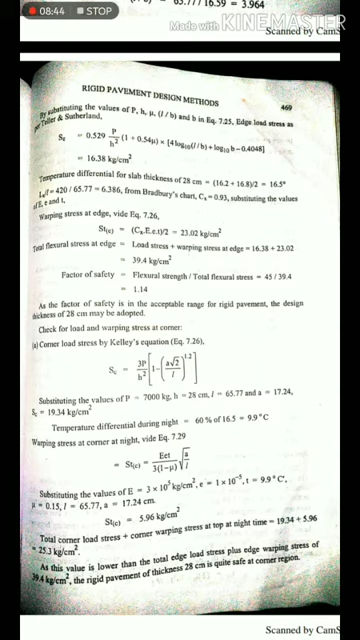 08:44 STOP
65.77716.59 = 3.964
Made with KINEMASTER
Scanned by CamS
RIGID PAVEMENT DESIGN METHODS 469
By substituting the values of P, h, μ, (l / b) and b in Eq. 7.25, Edge load stress as
per Teller & Sutherland,
Se = 0.529 P/h² (1 + 0.54μ) × [4 log10(l / b) + log10 b − 0.4048]
= 16.38 kg/cm²
Temperature differential for slab thickness of 28 cm = (16.2 + 16.8)/2 = 16.5°
Lx/l = 420 / 65.77 = 6.386, from Bradbury's chart, Cx = 0.93, substituting the values
of E, e and t,
Warping stress at edge, vide Eq. 7.26,
St(e) = (Cx.E.e.t)/2 = 23.02 kg/cm²
Total flexural stress at edge = Load stress + warping stress at edge = 16.38 + 23.02
= 39.4 kg/cm²
Factor of safety = Flexural strength / Total flexural stress = 45 / 39.4
= 1.14
As the factor of safety is in the acceptable range for rigid pavement, the design
thickness of 28 cm may be adopted.
Check for load and warping stress at corner:
(a) Corner load stress by Kelley's equation (Eq. 7.26),
Sc = 3P/h² [1 − (a√2/l)^1.2]
Substituting the values of P = 7000 kg, h = 28 cm, l = 65.77 and a = 17.24,
Sc = 19.34 kg/cm²
Temperature differential during night = 60 % of 16.5 = 9.9 °C
Warping stress at corner at night, vide Eq. 7.29
= St(c) = Eet/3(1−μ) √a/l
Substituting the values of E = 3 × 10⁵ kg/cm², e = 1 × 10⁻⁵, t = 9.9 °C,
μ = 0.15, l = 65.77, a = 17.24 cm.
St(c) = 5.96 kg/cm²
Total corner load stress + corner warping stress at top at night time = 19.34 + 5.96
= 25.3 kg/cm².
As this value is lower than the total edge load stress plus edge warping stress of
39.4 kg/cm², the rigid pavement of thickness 28 cm is quite safe at corner region.
Scanned by CamS